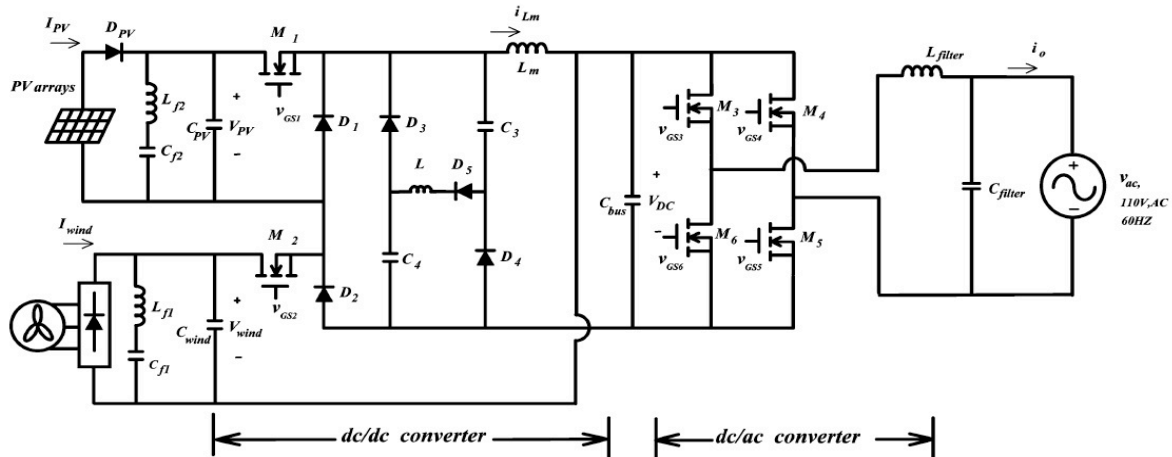 I_PV
D_PV
M_1
i_Lm
L_m
PV arrays
L_f2
C_f2
C_PV
+
V_PV
-
v_GS1
D_1
D_3
C_3
L
D_5
C_4
D_4
I_wind
M_2
v_GS2
D_2
L_f1
C_f1
C_wind
+
V_wind
-
C_bus
+
V_DC
-
M_3
v_GS3
M_4
v_GS4
M_6
v_GS6
M_5
v_GS5
L_filter
i_o
C_filter
+
-
v_ac,
110V,AC
60HZ
dc/dc converter
dc/ac converter